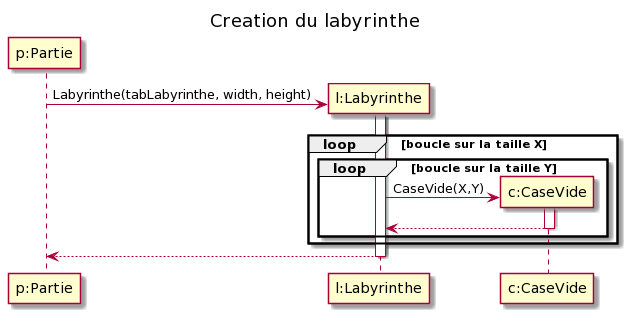 Creation du labyrinthe
p:Partie
Labyrinthe(tabLabyrinthe, width, height)
l:Labyrinthe
loop [boucle sur la taille X]
loop [boucle sur la taille Y]
CaseVide(X,Y)
c:CaseVide
p:Partie l:Labyrinthe c:CaseVide